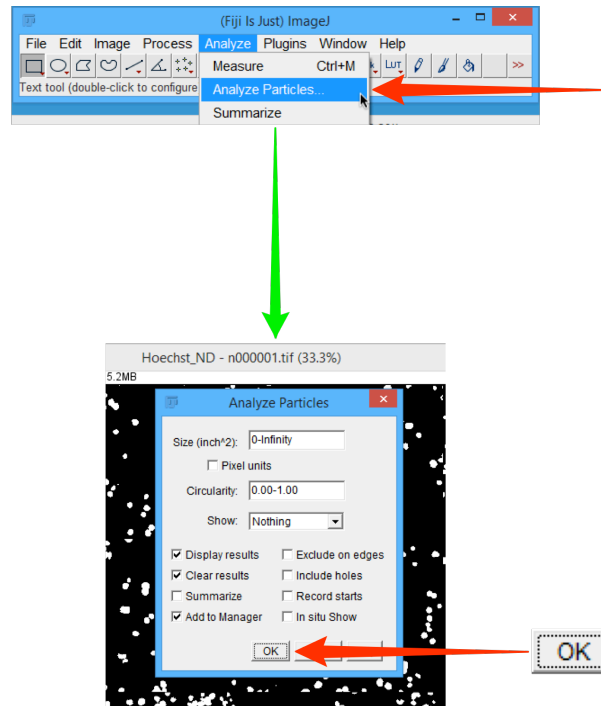 (Fiji Is Just) ImageJ
File Edit Image Process Analyze Plugins Window Help
LUT >>
Text tool (double-click to configure
Measure Ctrl+M
Analyze Particles...
Summarize
Hoechst_ND - n000001.tif (33.3%)
5.2MB
Analyze Particles
Size (inch^2): 0-Infinity
Pixel units
Circularity: 0.00-1.00
Show: Nothing
Display results Exclude on edges
Clear results Include holes
Summarize Record starts
Add to Manager In situ Show
OK
OK